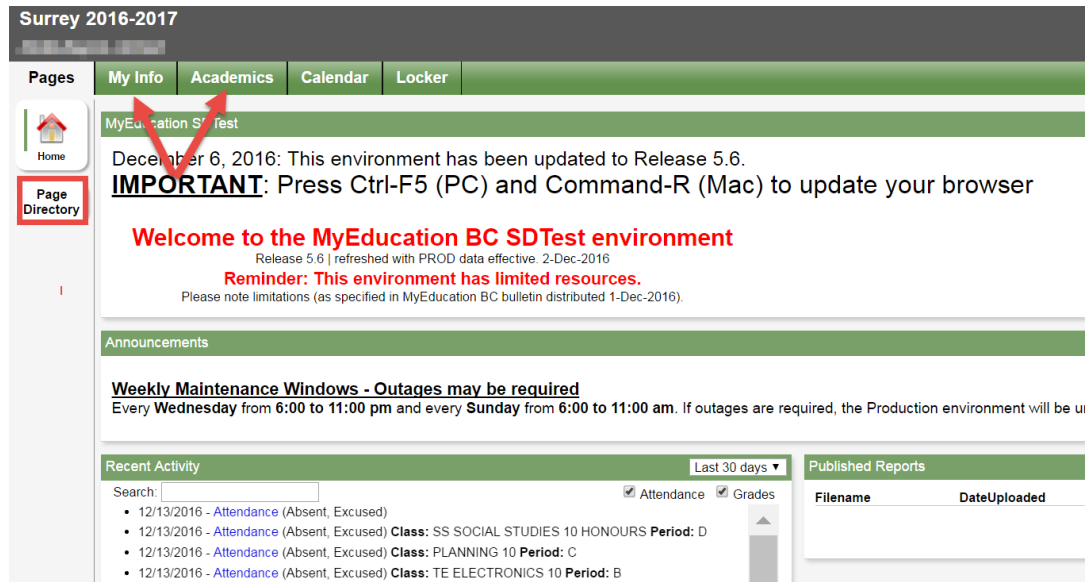 Surrey 2016-2017
Pages My Info Academics Calendar Locker
Home
Page
Directory
MyEducation SDTest
December 6, 2016: This environment has been updated to Release 5.6.
IMPORTANT: Press Ctrl-F5 (PC) and Command-R (Mac) to update your browser
Welcome to the MyEducation BC SDTest environment
Release 5.6 | refreshed with PROD data effective. 2-Dec-2016
Reminder: This environment has limited resources.
Please note limitations (as specified in MyEducation BC bulletin distributed 1-Dec-2016).
Announcements
Weekly Maintenance Windows - Outages may be required
Every Wednesday from 6:00 to 11:00 pm and every Sunday from 6:00 to 11:00 am. If outages are required, the Production environment will be
Recent Activity Last 30 days ▼
Search: Attendance Grades
• 12/13/2016 - Attendance (Absent, Excused)
• 12/13/2016 - Attendance (Absent, Excused) Class: SS SOCIAL STUDIES 10 HONOURS Period: D
• 12/13/2016 - Attendance (Absent, Excused) Class: PLANNING 10 Period: C
• 12/13/2016 - Attendance (Absent, Excused) Class: TE ELECTRONICS 10 Period: B
Published Reports
Filename DateUploaded